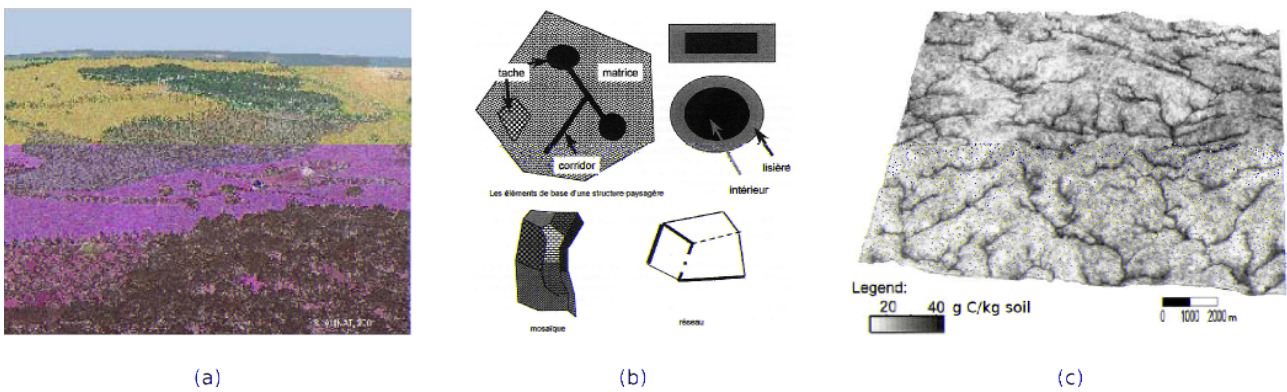 tache
matrice
corridor
Les éléments de base d'une structure paysagère
lisière
intérieur
mosaïque
réseau
Legend:
20 40 g C/kg soil
0 1000 2000 m
(a)
(b)
(c)